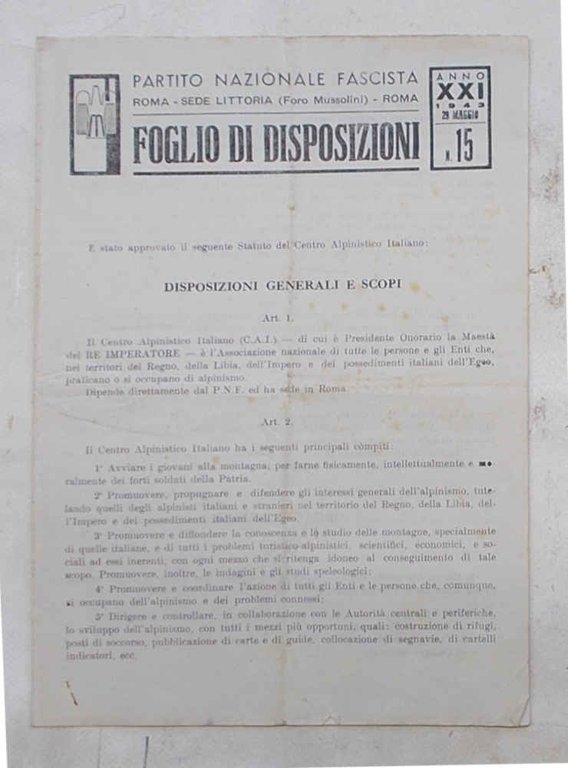 PARTITO NAZIONALE FASCISTA
ROMA - SEDE LITTORIA (Foro Mussolini) - ROMA
FOGLIO DI DISPOSIZIONI
ANNO
XXI
1943
29 MAGGIO
N. 15
E stato approvato il seguente Statuto del Centro Alpinistico Italiano:
DISPOSIZIONI GENERALI E SCOPI
Art. 1.
Il Centro Alpinistico Italiano (C.A.I.) — di cui è Presidente Onorario la Maestà
del RE IMPERATORE — è l'Associazione nazionale di tutte le persone e gli Enti che,
nei territori del Regno, della Libia, dell'Impero e dei possedimenti italiani dell'Egeo,
praticano o si occupano di alpinismo.
Dipende direttamente dal P.N.F. ed ha sede in Roma.
Art. 2.
Il Centro Alpinistico Italiano ha i seguenti principali còmpiti:
1° Avviare i giovani alla montagna, per farne fisicamente, intellettualmente e mo-
ralmente dei forti soldati della Patria.
2° Promuovere, propugnare e difendere gli interessi generali dell'alpinismo, tute-
lando quelli degli alpinisti italiani e stranieri nel territorio del Regno, della Libia, del-
l'Impero e dei possedimenti italiani dell'Egeo.
3° Promuovere e diffondere la conoscenza e lo studio delle montagne, specialmente
di quelle italiane, e di tutti i problemi turistico-alpinistici, scientifici, economici, e so-
ciali ad essi inerenti, con ogni mezzo che si ritenga idoneo al conseguimento di tale
scopo. Promuovere, inoltre, le indagini e gli studi speleologici;
4° Promuovere e coordinare l'azione di tutti gli Enti e le persone che, comunque,
si occupano dell'alpinismo e dei problemi connessi;
5° Dirigere e controllare, in collaborazione con le Autorità centrali e periferiche,
lo sviluppo dell'alpinismo, con tutti i mezzi più opportuni, quali: costruzione di rifugi,
posti di soccorso, pubblicazione di carte e di guide, collocazione di segnavie, di cartelli
indicatori, ecc.